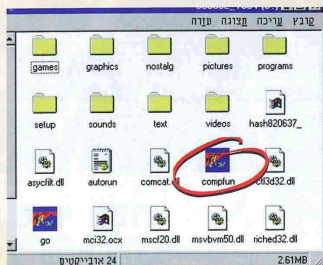 קובץ עריכה תצוגה עזרה
games
graphics
nostalg
pictures
programs
setup
sounds
text
videos
hash820637_
asycfilt.dll
autorun
comcat.dll
compfun
ctl3d32.dll
go
mci32.ocx
mscf20.dll
msvbvm50.dll
riched32.dll
24 אובייקטים
2.61MB